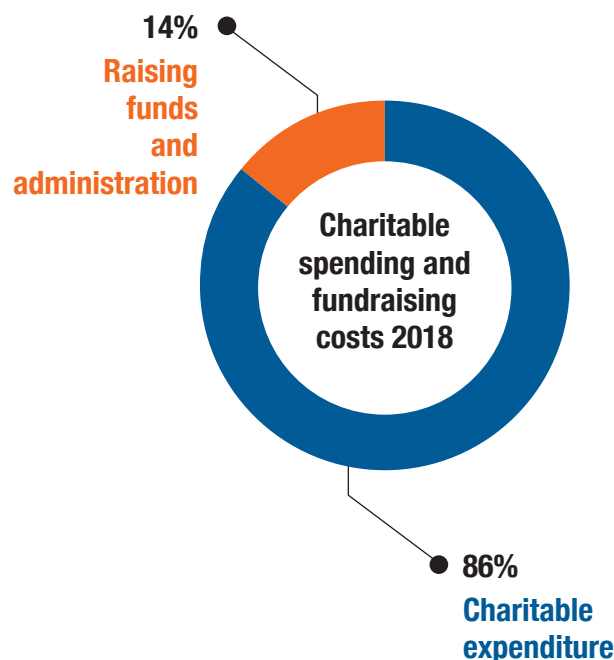 14%
Raising
funds
and
administration
Charitable
spending and
fundraising
costs 2018
86%
Charitable
expenditure